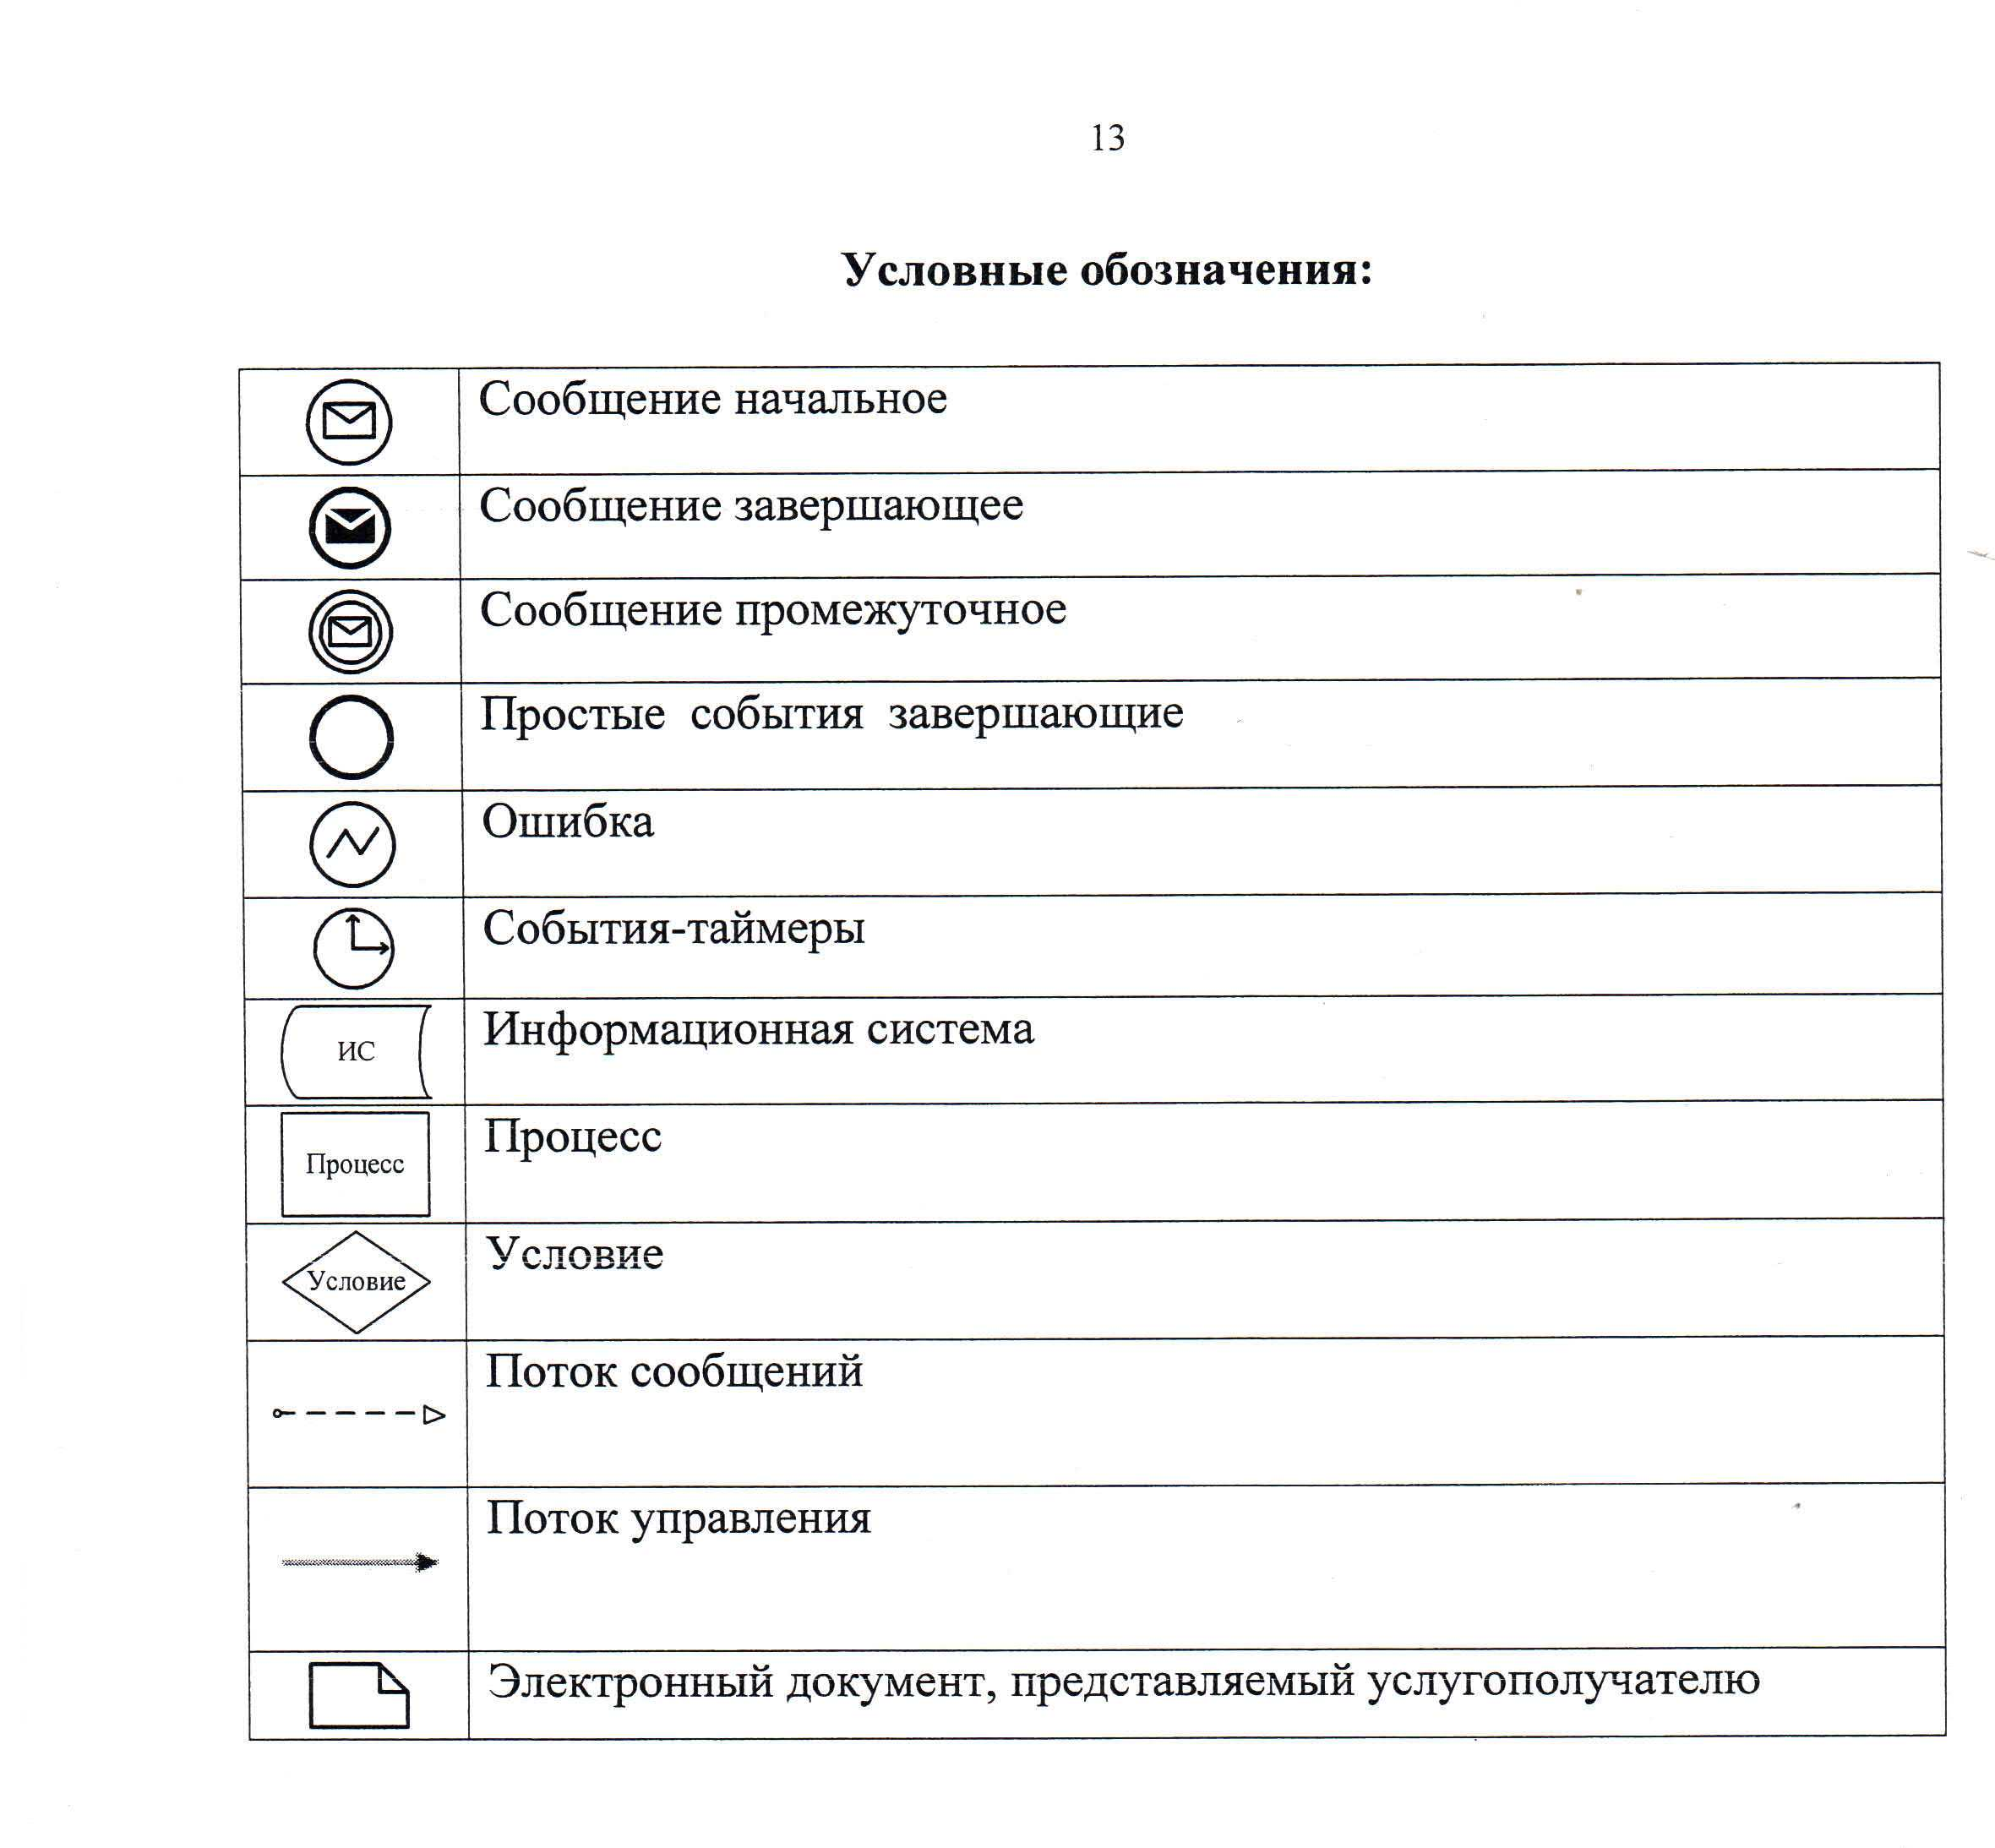 13
Условные обозначения:
Сообщение начальное
Сообщение завершающее
Сообщение промежуточное
Простые события завершающие
Ошибка
События-таймеры
ИС
Информационная система
Процесс
Процесс
Условие
Условие
Поток сообщений
Поток управления
Электронный документ, представляемый услугополучателю